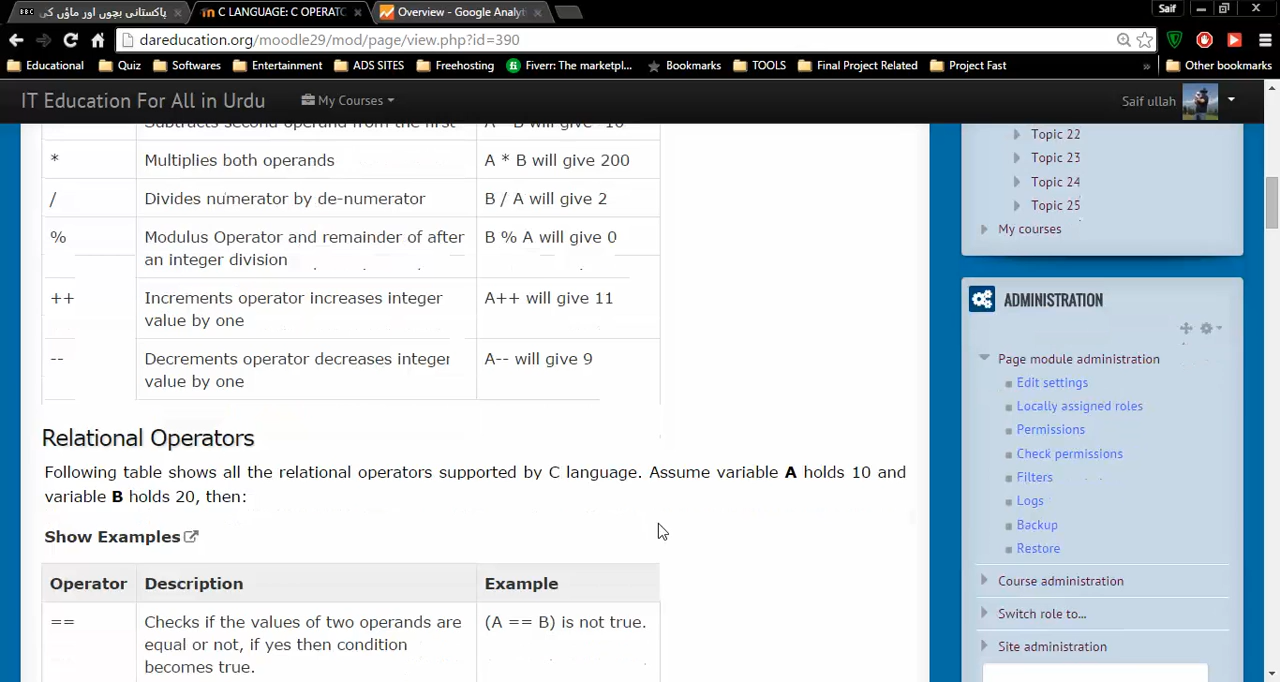 BBC پاکستانی بچوں اور ماؤں کی
C LANGUAGE: C OPERATO
Overview - Google Analyt
Saif
dareducation.org/moodle29/mod/page/view.php?id=390
Educational Quiz Softwares Entertainment ADS SITES Freehosting Fiverr: The marketpl... Bookmarks TOOLS Final Project Related Project Fast » Other bookmarks
IT Education For All in Urdu My Courses Saif ullah
Subtracts second operand from the first
* Multiplies both operands A * B will give 200
/ Divides numerator by de-numerator B / A will give 2
% Modulus Operator and remainder of after B % A will give 0
an integer division
++ Increments operator increases integer A++ will give 11
value by one
-- Decrements operator decreases integer A-- will give 9
value by one
Relational Operators
Following table shows all the relational operators supported by C language. Assume variable A holds 10 and
variable B holds 20, then:
Show Examples
Operator Description Example
== Checks if the values of two operands are (A == B) is not true.
equal or not, if yes then condition
becomes true.
Topic 22
Topic 23
Topic 24
Topic 25
My courses
ADMINISTRATION
Page module administration
Edit settings
Locally assigned roles
Permissions
Check permissions
Filters
Logs
Backup
Restore
Course administration
Switch role to...
Site administration